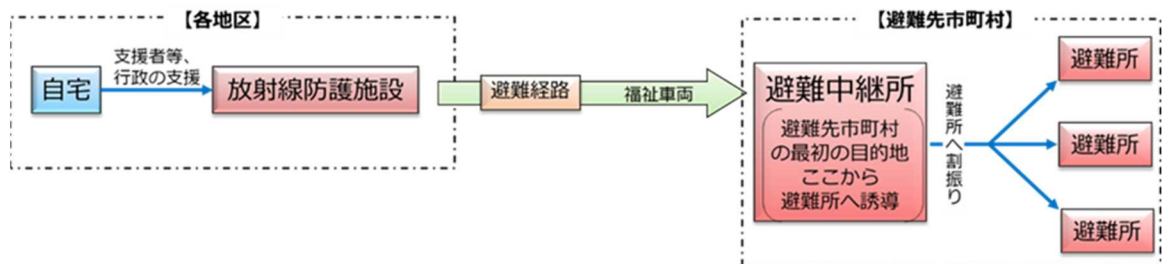 【各地区】
自宅
支援者等、
行政の支援
放射線防護施設
避難経路
福祉車両
【避難先市町村】
避難中継所
避難先市町村
の最初の目的地
ここから
避難所へ誘導
避難所へ割振り
避難所
避難所
避難所